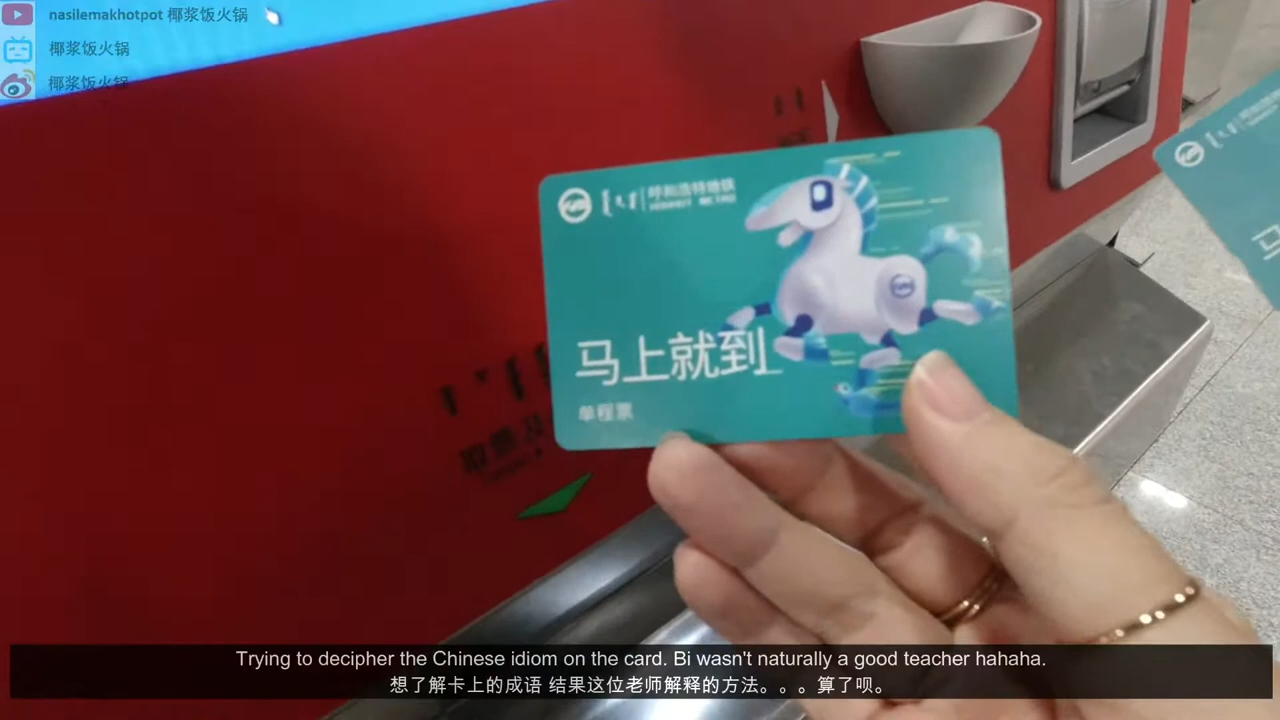 nasilemakhotpot 椰浆饭火锅
椰浆饭火锅
椰浆饭火锅
呼和浩特地铁
HOHHOT METRO
马上就到
单程票
Trying to decipher the Chinese idiom on the card. Bi wasn't naturally a good teacher hahaha.
想了解卡上的成语 结果这位老师解释的方法。。。算了呗。